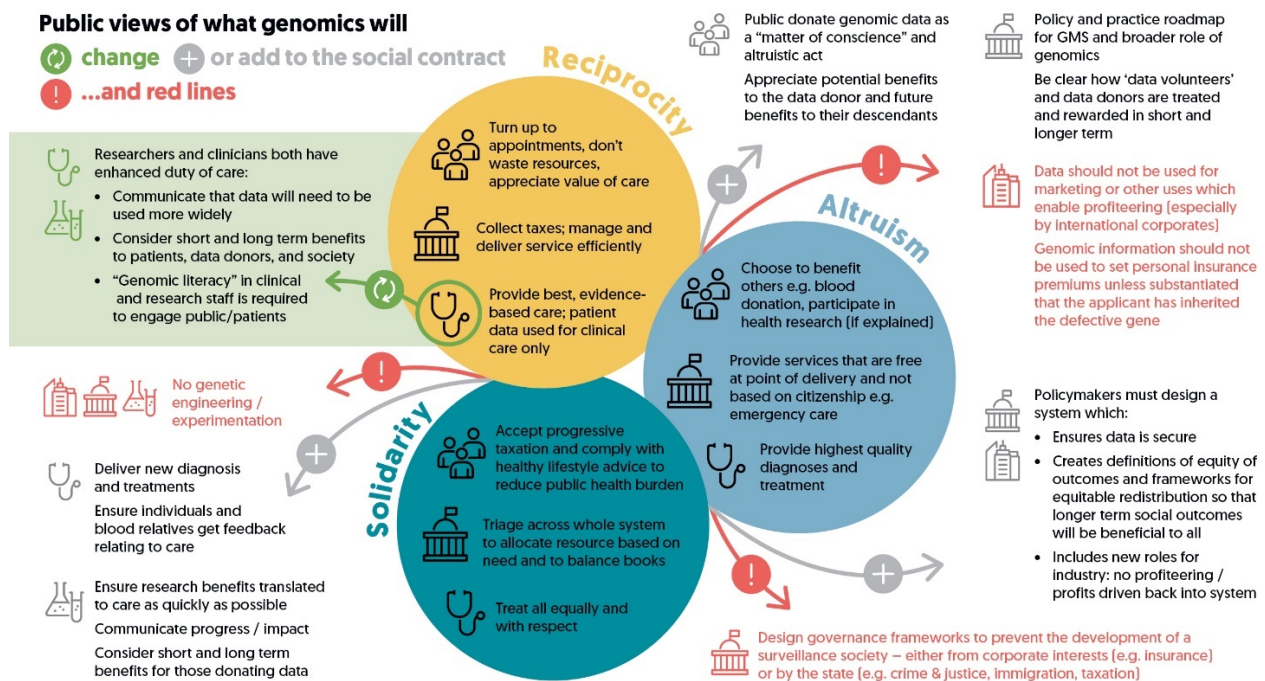 Public views of what genomics will
change or add to the social contract
...and red lines
Researchers and clinicians both have
enhanced duty of care:
• Communicate that data will need to be
used more widely
• Consider short and long term benefits
to patients, data donors, and society
• “Genomic literacy” in clinical
and research staff is required
to engage public/patients
No genetic
engineering /
experimentation
Deliver new diagnosis
and treatments
Ensure individuals and
blood relatives get feedback
relating to care
Ensure research benefits translated
to care as quickly as possible
Communicate progress / impact
Consider short and long term
benefits for those donating data
Reciprocity
Turn up to
appointments, don’t
waste resources,
appreciate value of care
Collect taxes; manage and
deliver service efficiently
Provide best, evidence-
based care; patient
data used for clinical
care only
Altruism
Choose to benefit
others e.g. blood
donation, participate in
health research (if explained)
Provide services that are free
at point of delivery and not
based on citizenship e.g.
emergency care
Provide highest quality
diagnoses and
treatment
Solidarity
Accept progressive
taxation and comply with
healthy lifestyle advice to
reduce public health burden
Triage across whole system
to allocate resource based on
need and to balance books
Treat all equally and
with respect
Public donate genomic data as
a “matter of conscience” and
altruistic act
Appreciate potential benefits
to the data donor and future
benefits to their descendants
Policy and practice roadmap
for GMS and broader role of
genomics
Be clear how ‘data volunteers’
and data donors are treated
and rewarded in short and
longer term
Data should not be used for
marketing or other uses which
enable profiteering (especially
by international corporates)
Genomic information should not
be used to set personal insurance
premiums unless substantiated
that the applicant has inherited
the defective gene
Policymakers must design a
system which:
• Ensures data is secure
• Creates definitions of equity of
outcomes and frameworks for
equitable redistribution so that
longer term social outcomes
will be beneficial to all
• Includes new roles for
industry: no profiteering /
profits driven back into system
Design governance frameworks to prevent the development of a
surveillance society – either from corporate interests (e.g. insurance)
or by the state (e.g. crime & justice, immigration, taxation)